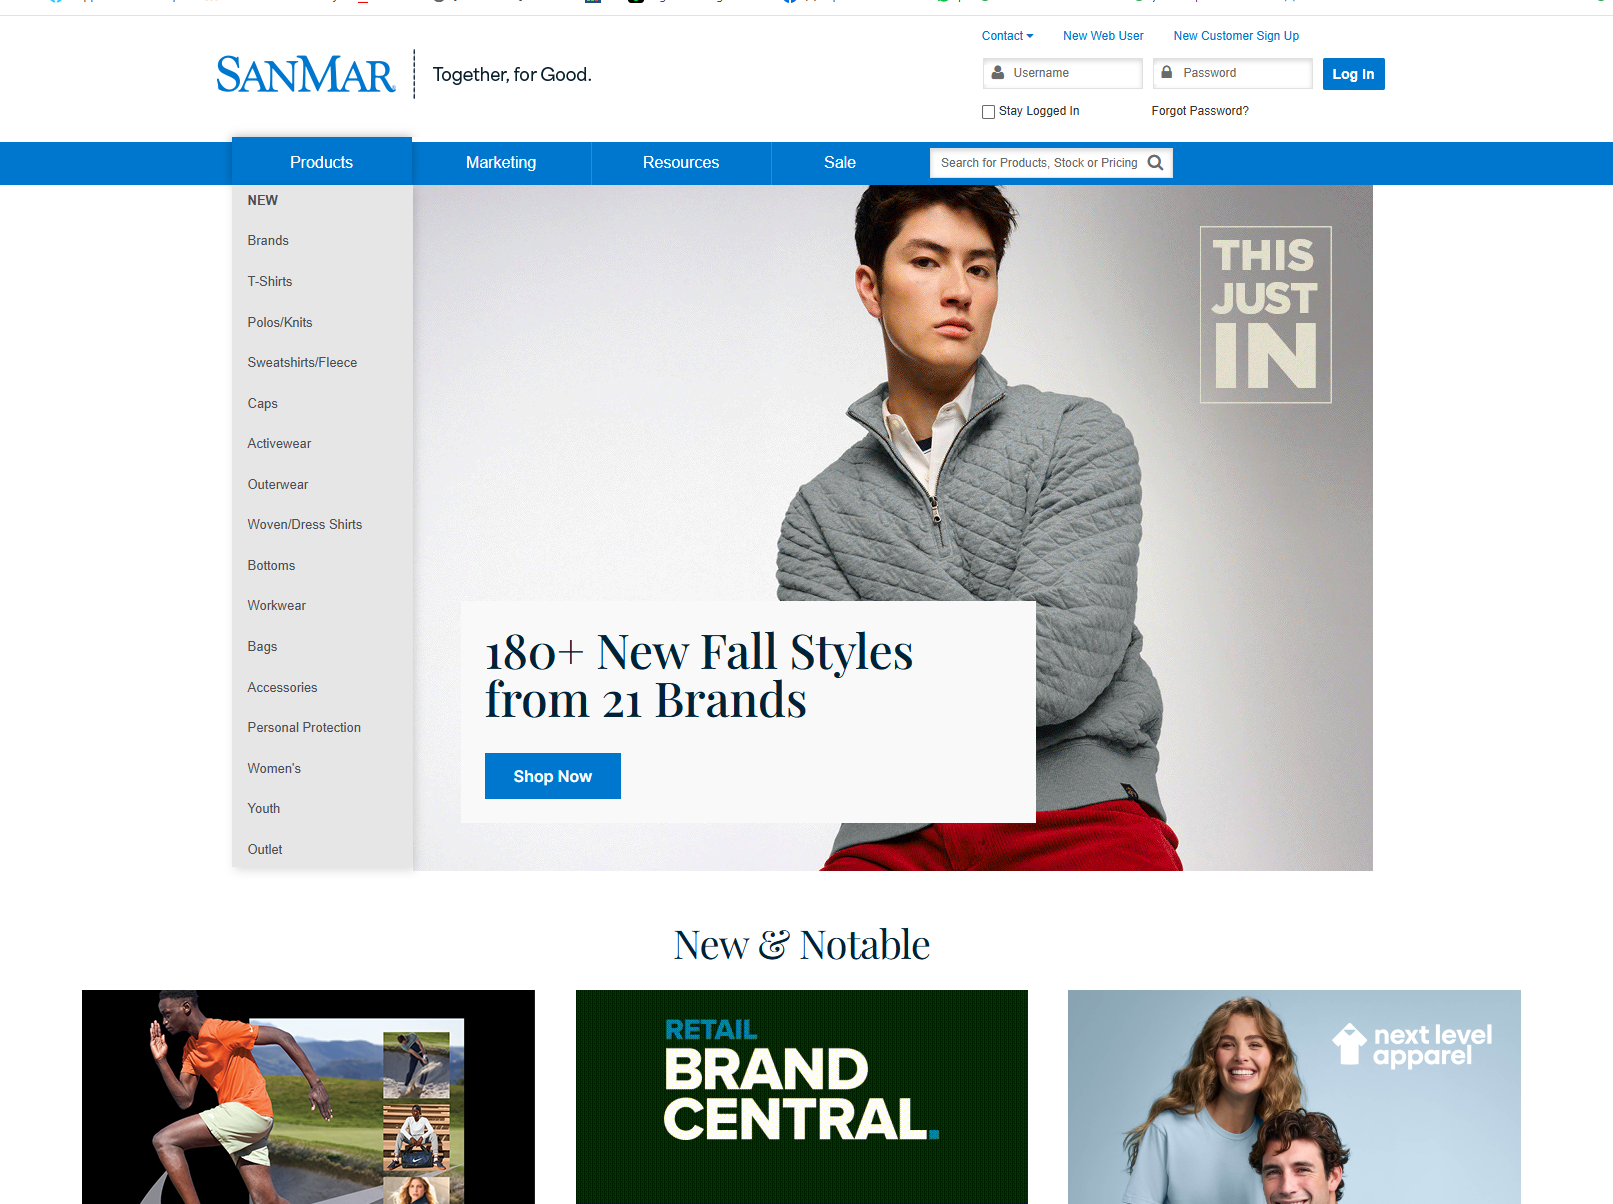 Contact
New Web User
New Customer Sign Up
SANMAR
Together, for Good.
Username
Password
Log In
Stay Logged In
Forgot Password?
Products
Marketing
Resources
Sale
Search for Products, Stock or Pricing
NEW
Brands
T-Shirts
Polos/Knits
Sweatshirts/Fleece
Caps
Activewear
Outerwear
Woven/Dress Shirts
Bottoms
Workwear
Bags
Accessories
Personal Protection
Women's
Youth
Outlet
THIS
JUST
IN
180+ New Fall Styles
from 21 Brands
Shop Now
New & Notable
RETAIL
BRAND
CENTRAL.
next level
apparel